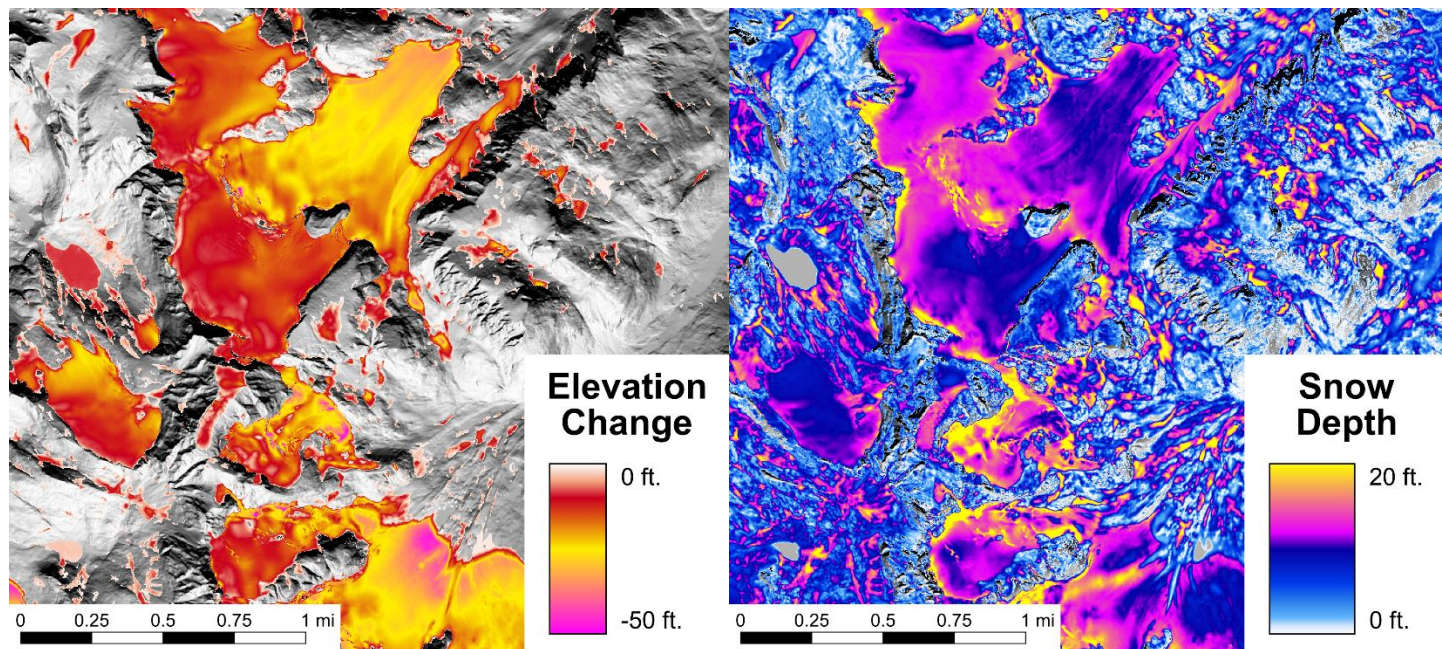 Elevation
Change
0 ft.
-50 ft.
0 0.25 0.5 0.75 1 mi
Snow
Depth
20 ft.
0 ft.
0 0.25 0.5 0.75 1 mi